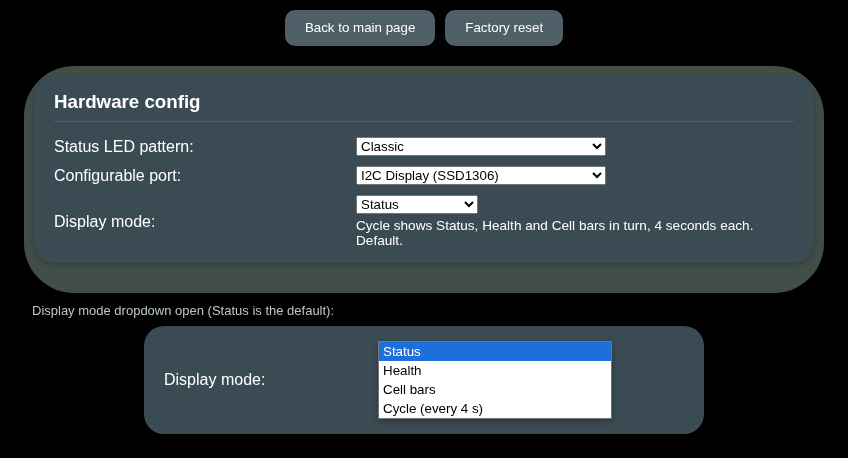 Back to main page
Factory reset
Hardware config
Status LED pattern:
Classic
Configurable port:
I2C Display (SSD1306)
Display mode:
Status
Cycle shows Status, Health and Cell bars in turn, 4 seconds each.
Default.
Display mode dropdown open (Status is the default):
Display mode:
Status
Health
Cell bars
Cycle (every 4 s)